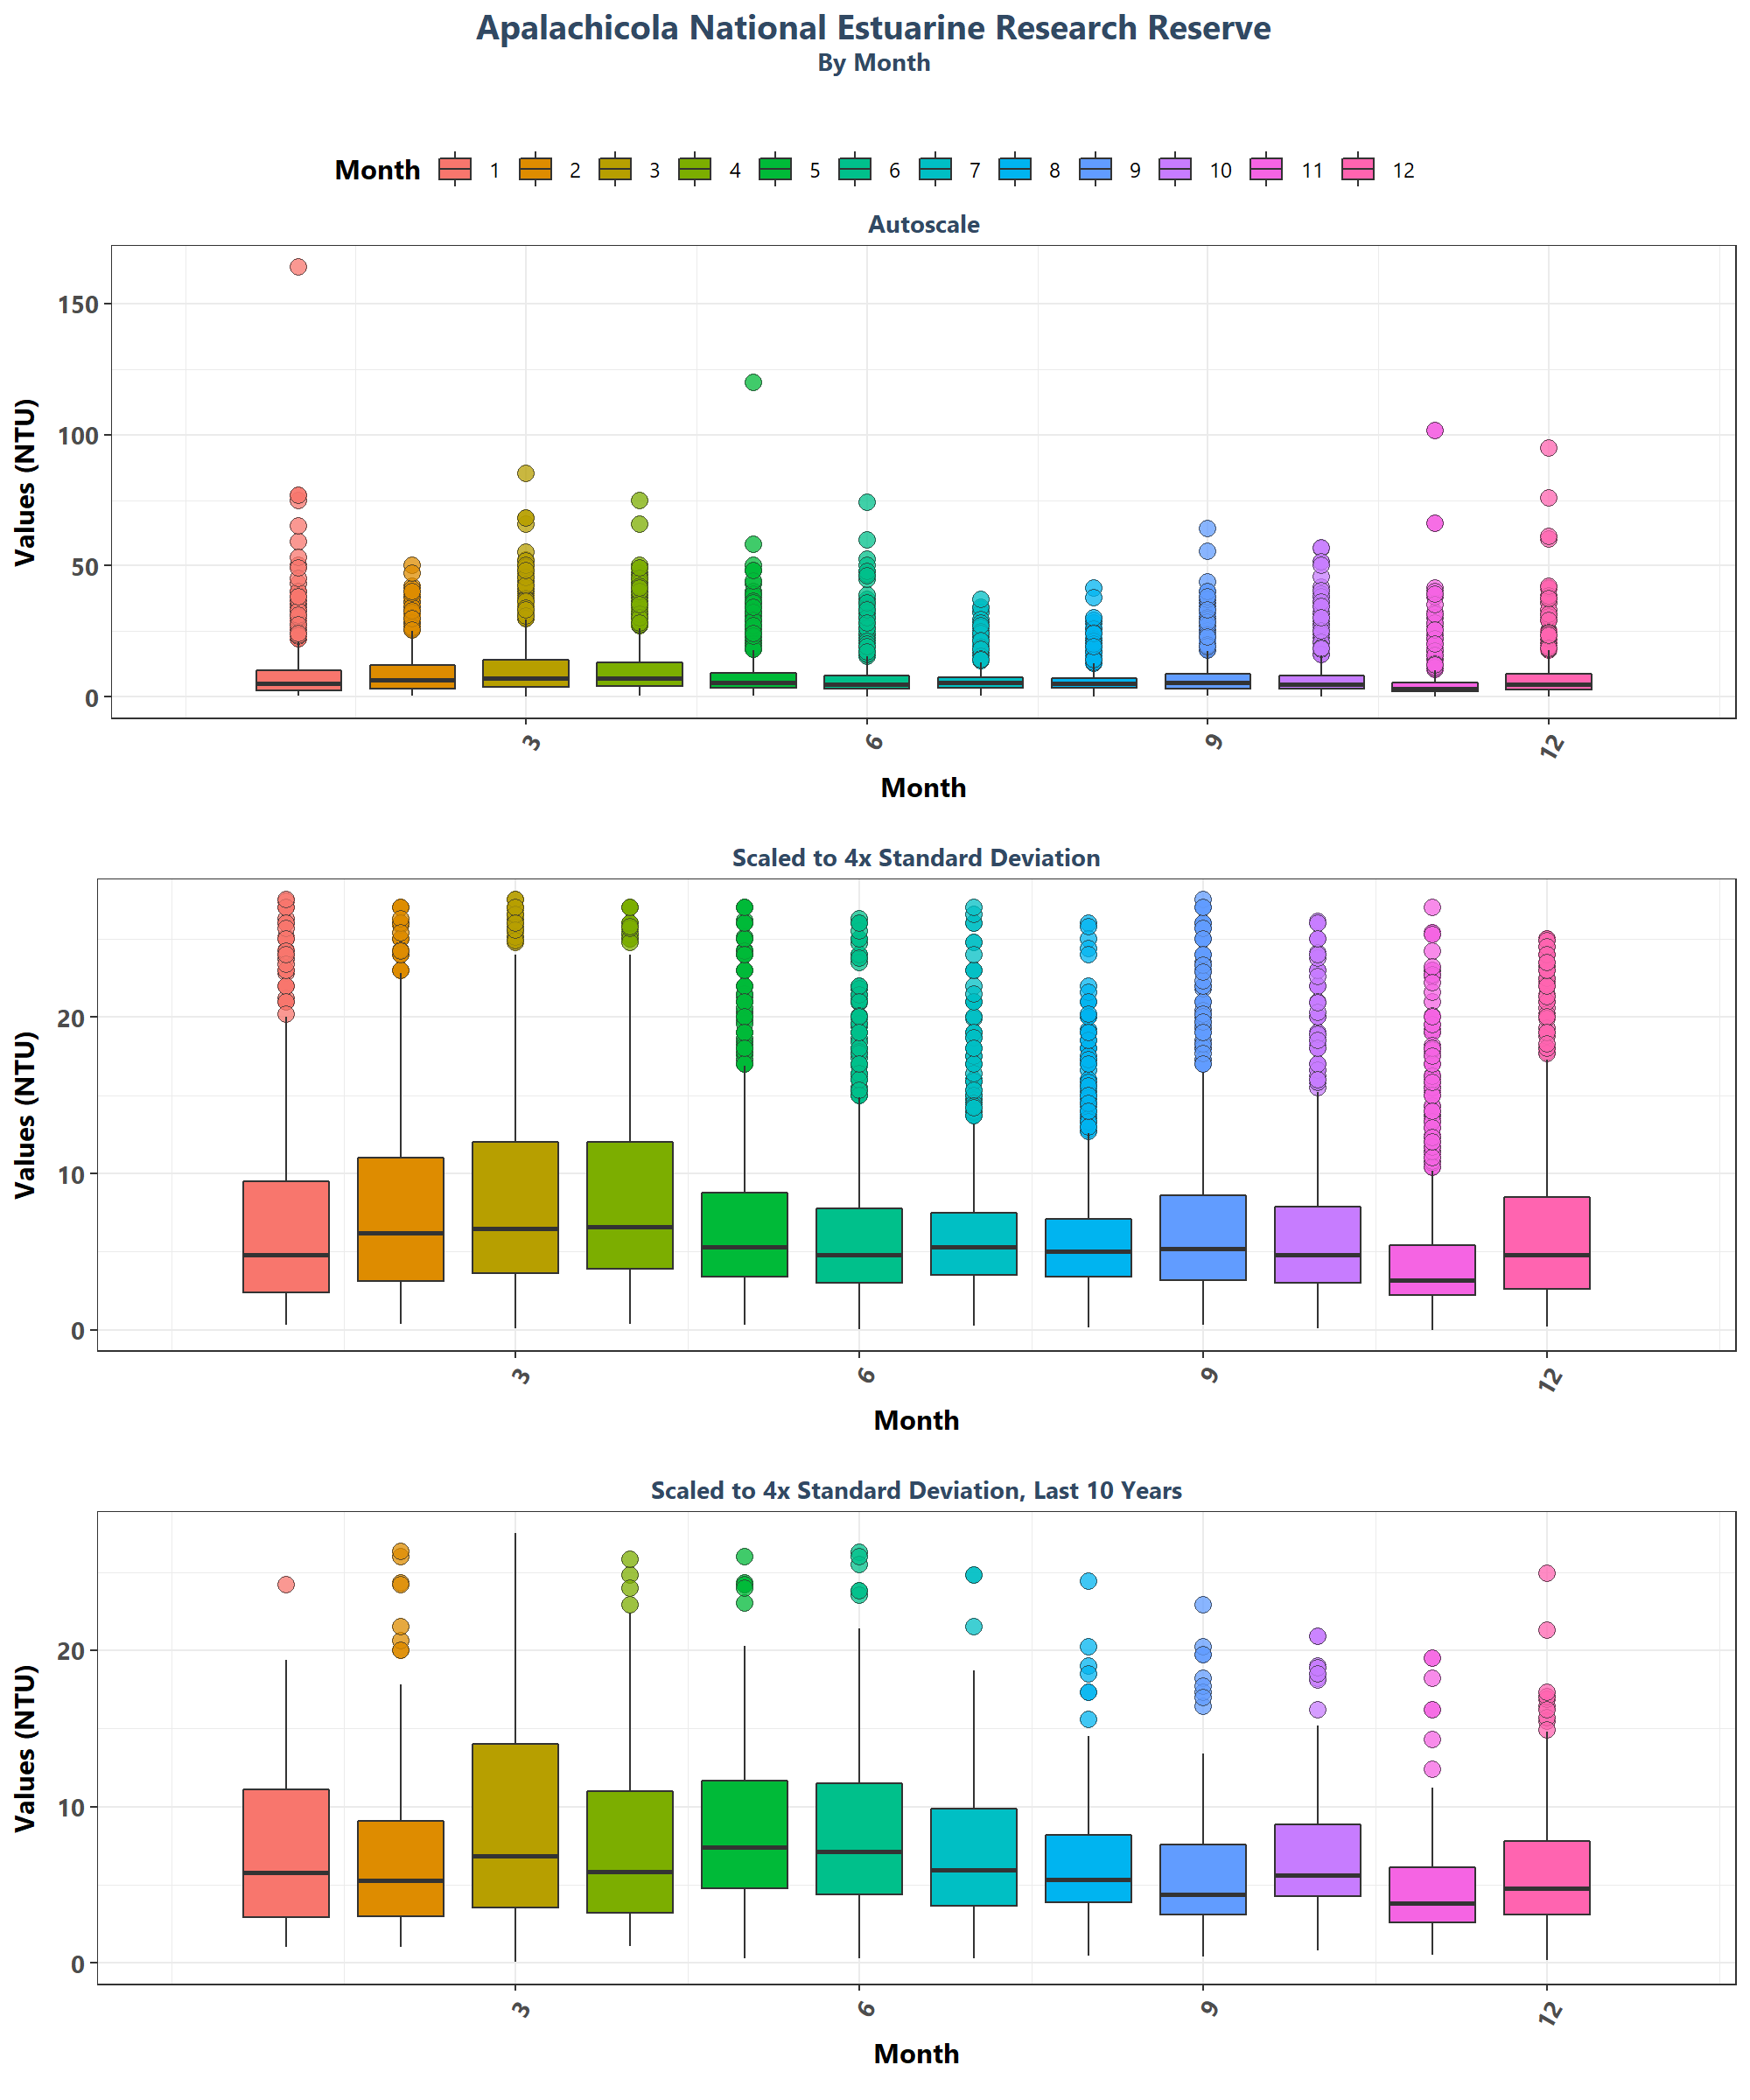 Apalachicola National Estuarine Research Reserve
By Month
Month 1 2 3 4 5 6 7 8 9 10 11 12
Autoscale
Values (NTU)
150
100
50
0
3 6 9 12
Month
Scaled to 4x Standard Deviation
Values (NTU)
20
10
0
3 6 9 12
Month
Scaled to 4x Standard Deviation, Last 10 Years
Values (NTU)
20
10
0
3 6 9 12
Month